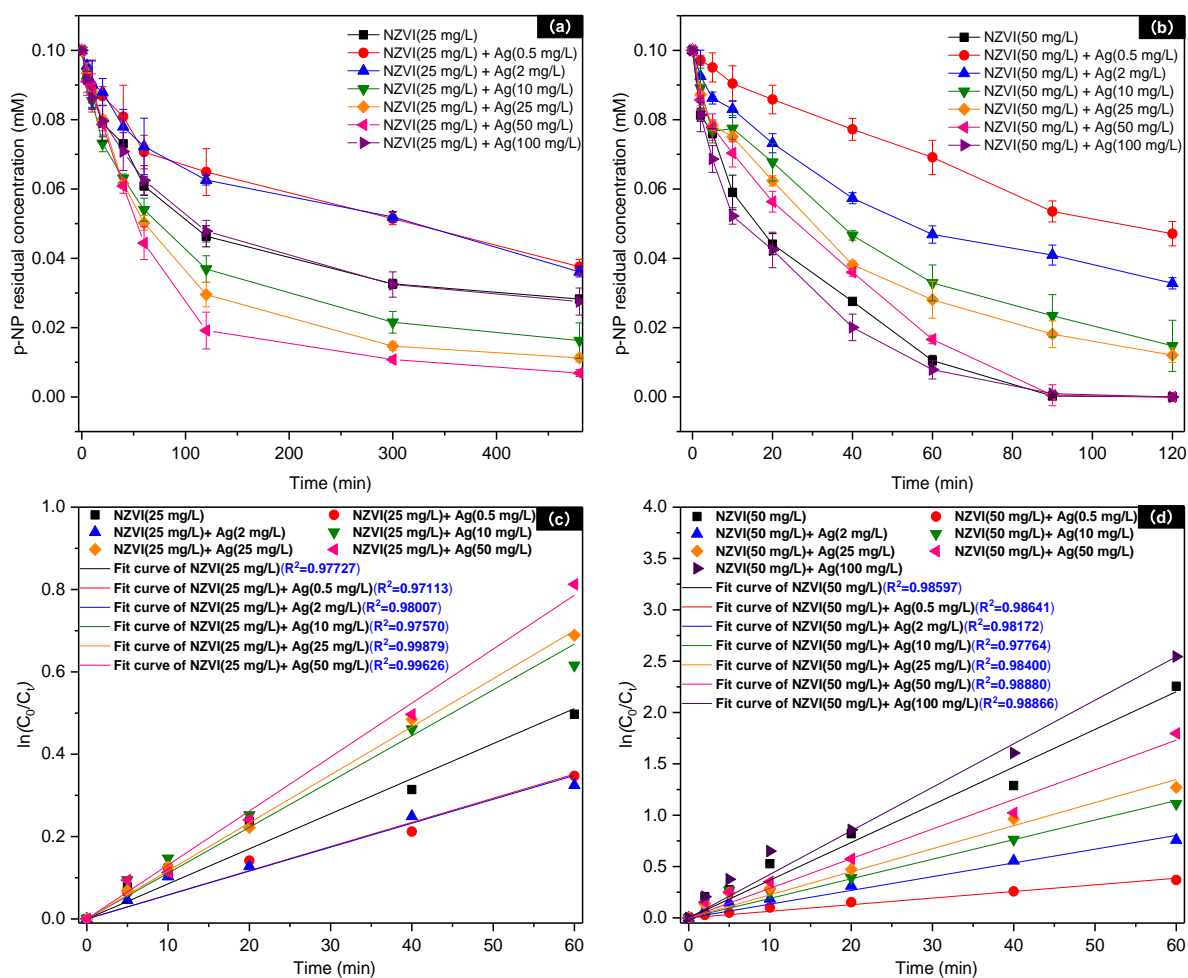 (a)
NZVI(25 mg/L)
NZVI(25 mg/L) + Ag(0.5 mg/L)
NZVI(25 mg/L) + Ag(2 mg/L)
NZVI(25 mg/L) + Ag(10 mg/L)
NZVI(25 mg/L) + Ag(25 mg/L)
NZVI(25 mg/L) + Ag(50 mg/L)
NZVI(25 mg/L) + Ag(100 mg/L)
p-NP residual concentration (mM)
0.10
0.08
0.06
0.04
0.02
0.00
0 100 200 300 400
Time (min)
(b)
NZVI(50 mg/L)
NZVI(50 mg/L) + Ag(0.5 mg/L)
NZVI(50 mg/L) + Ag(2 mg/L)
NZVI(50 mg/L) + Ag(10 mg/L)
NZVI(50 mg/L) + Ag(25 mg/L)
NZVI(50 mg/L) + Ag(50 mg/L)
NZVI(50 mg/L) + Ag(100 mg/L)
p-NP residual concentration (mM)
0.10
0.08
0.06
0.04
0.02
0.00
0 20 40 60 80 100 120
Time (min)
(c)
NZVI(25 mg/L) NZVI(25 mg/L)+ Ag(0.5 mg/L)
NZVI(25 mg/L)+ Ag(2 mg/L) NZVI(25 mg/L)+ Ag(10 mg/L)
NZVI(25 mg/L)+ Ag(25 mg/L) NZVI(25 mg/L)+ Ag(50 mg/L)
Fit curve of NZVI(25 mg/L)(R²=0.97727)
Fit curve of NZVI(25 mg/L)+ Ag(0.5 mg/L)(R²=0.97113)
Fit curve of NZVI(25 mg/L)+ Ag(2 mg/L)(R²=0.98007)
Fit curve of NZVI(25 mg/L)+ Ag(10 mg/L)(R²=0.97570)
Fit curve of NZVI(25 mg/L)+ Ag(25 mg/L)(R²=0.99879)
Fit curve of NZVI(25 mg/L)+ Ag(50 mg/L)(R²=0.99626)
ln(C₀/Cₜ)
1.0
0.8
0.6
0.4
0.2
0.0
0 10 20 30 40 50 60
Time (min)
(d)
NZVI(50 mg/L) NZVI(50 mg/L)+ Ag(0.5 mg/L)
NZVI(50 mg/L)+ Ag(2 mg/L) NZVI(50 mg/L)+ Ag(10 mg/L)
NZVI(50 mg/L)+ Ag(25 mg/L) NZVI(50 mg/L)+ Ag(50 mg/L)
NZVI(50 mg/L)+ Ag(100 mg/L)
Fit curve of NZVI(50 mg/L)(R²=0.98597)
Fit curve of NZVI(50 mg/L)+ Ag(0.5 mg/L)(R²=0.98641)
Fit curve of NZVI(50 mg/L)+ Ag(2 mg/L)(R²=0.98172)
Fit curve of NZVI(50 mg/L)+ Ag(10 mg/L)(R²=0.97764)
Fit curve of NZVI(50 mg/L)+ Ag(25 mg/L)(R²=0.98400)
Fit curve of NZVI(50 mg/L)+ Ag(50 mg/L)(R²=0.98880)
Fit curve of NZVI(50 mg/L)+ Ag(100 mg/L)(R²=0.98866)
ln(C₀/Cₜ)
4.0
3.5
3.0
2.5
2.0
1.5
1.0
0.5
0.0
0 10 20 30 40 50 60
Time (min)